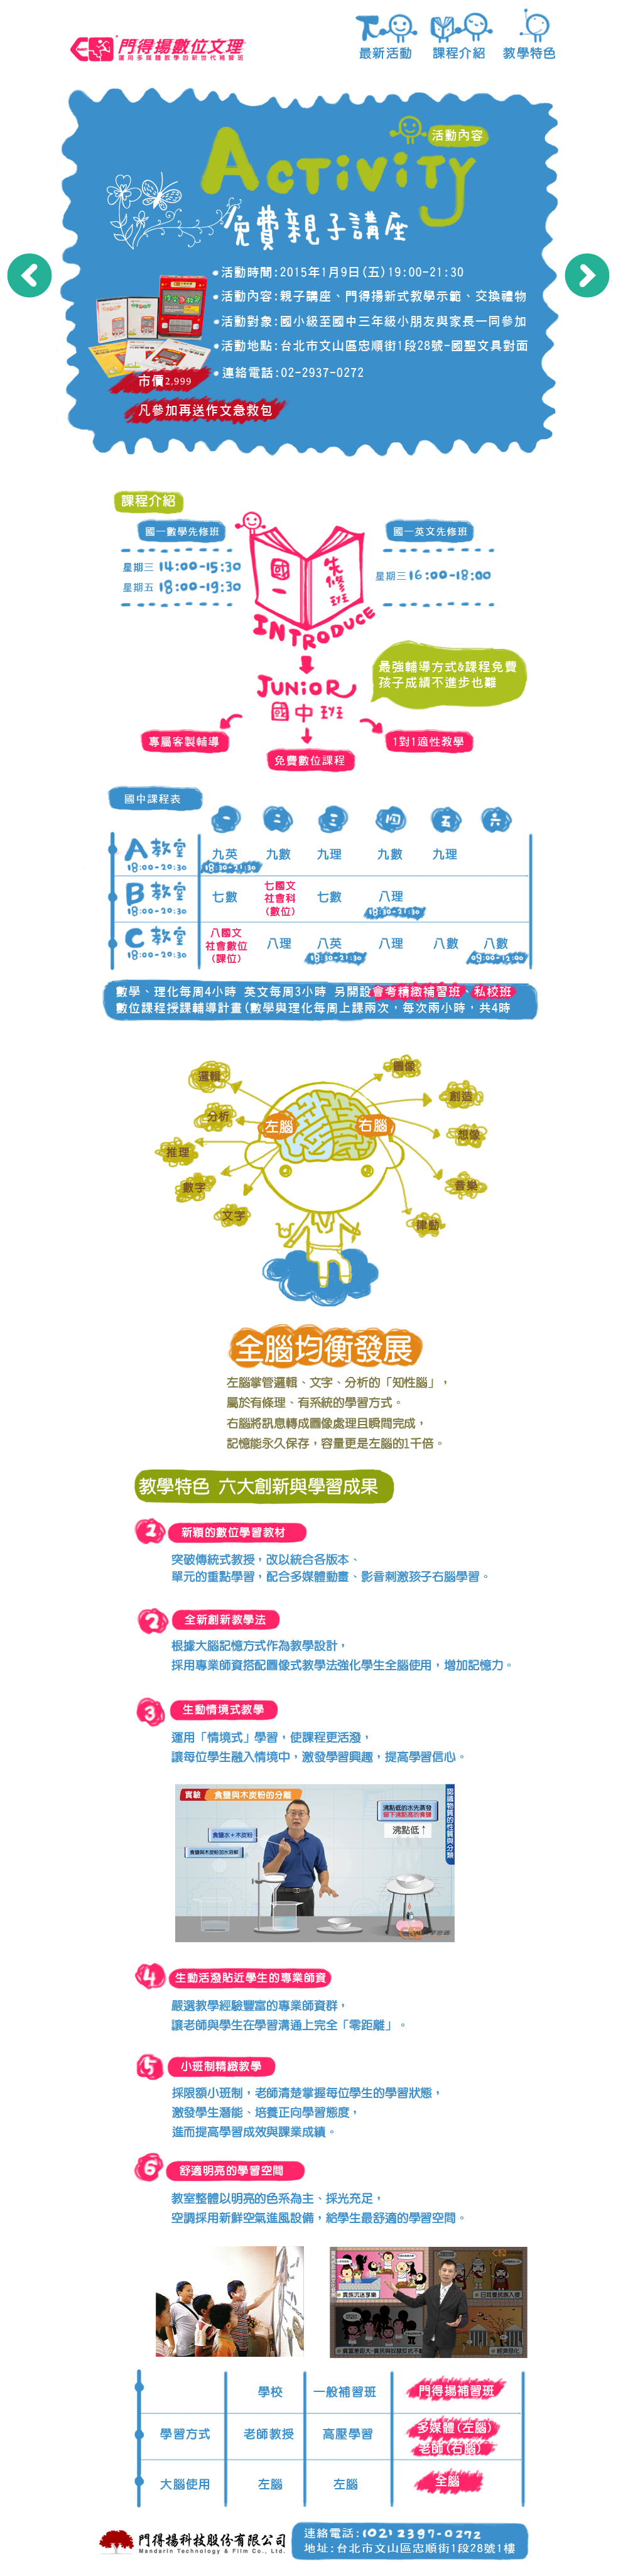 門得揚數位文理
運用多媒體教學的新世代補習班
最新活動 課程介紹 教學特色
Activity
活動內容
免費親子講座
活動時間:2015年1月9日(五)19:00-21:30
活動內容:親子講座、門得揚新式教學示範、交換禮物
活動對象:國小級至國中三年級小朋友與家長一同參加
活動地點:台北市文山區忠順街1段28號-國聖文具對面
連絡電話:02-2937-0272
市價2,999
凡參加再送作文急救包
課程介紹
國一數學先修班
星期三 14:00-15:30
星期五 18:00-19:30
國一英文先修班
星期三 16:00-18:00
國一 先修班
INTRODUCE
最強輔導方式&課程免費
孩子成績不進步也難
JUNIOR
國中班
專屬客製輔導
免費數位課程
1對1適性教學
國中課程表
一 二 三 四 五 六
A教室 九英 九數 九理 九數 九理
18:00-20:30 18:30-21:30
B教室 七數 七國文 社會科 (數位) 七數 八理
18:00-20:30 18:30-21:30
C教室 八國文 社會數位 (課位) 八理 八英 八理 八數 八數
18:00-20:30 18:30-21:30 09:00-12:00
數學、理化每周4小時 英文每周3小時 另開設會考精緻補習班、私校班
數位課程授課輔導計畫(數學與理化每周上課兩次，每次兩小時，共4時
邏輯
分析
推理
數字
文字
左腦
右腦
圖像
創造
想像
音樂
律動
全腦均衡發展
左腦掌管邏輯、文字、分析的「知性腦」，
屬於有條理、有系統的學習方式。
右腦將訊息轉成圖像處理且瞬間完成，
記憶能永久保存，容量更是左腦的1千倍。
教學特色 六大創新與學習成果
1 新穎的數位學習教材
突破傳統式教授，改以統合各版本、
單元的重點學習，配合多媒體動畫、影音刺激孩子右腦學習。
2 全新創新教學法
根據大腦記憶方式作為教學設計，
採用專業師資搭配圖像式教學法強化學生全腦使用，增加記憶力。
3 生動情境式教學
運用「情境式」學習，使課程更活潑，
讓每位學生融入情境中，激發學習興趣，提高學習信心。
實驗 食鹽與木炭粉的分離
食鹽水+木炭粉
食鹽與木炭粉加水溶解
沸點低的水先蒸發
留下沸點高的食鹽
沸點低↑
認識物質的性質與分類
4 生動活潑貼近學生的專業師資
嚴選教學經驗豐富的專業師資群，
讓老師與學生在學習溝通上完全「零距離」。
5 小班制精緻教學
採限額小班制，老師清楚掌握每位學生的學習狀態，
激發學生潛能、培養正向學習態度，
進而提高學習成效與課業成績。
6 舒適明亮的學習空間
教室整體以明亮的色系為主、採光充足，
空調採用新鮮空氣進風設備，給學生最舒適的學習空間。
貴族沉迷享樂
學校 一般補習班 門得揚補習班
學習方式 老師教授 高壓學習 多媒體(左腦)
老師(右腦)
大腦使用 左腦 左腦 全腦
門得揚科技股份有限公司
Mandarin Technology & Film Co., Ltd.
連絡電話:(02)2397-0272
地址:台北市文山區忠順街1段28號1樓